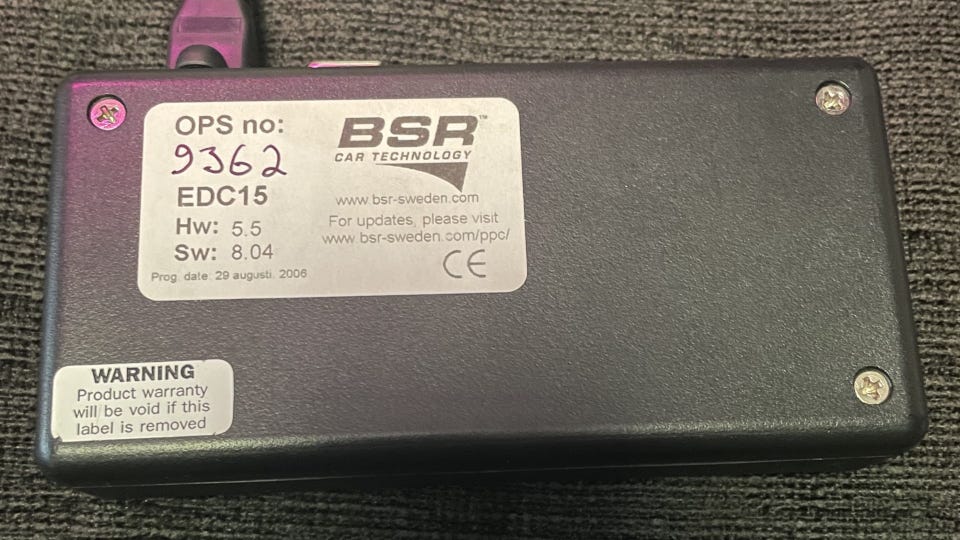 OPS no:
9362
EDC15
Hw: 5.5
Sw: 8.04
Prog. date: 29 augusti. 2006
BSR™
CAR TECHNOLOGY
www.bsr-sweden.com
For updates, please visit
www.bsr-sweden.com/ppc/
CE
WARNING
Product warranty
will be void if this
label is removed